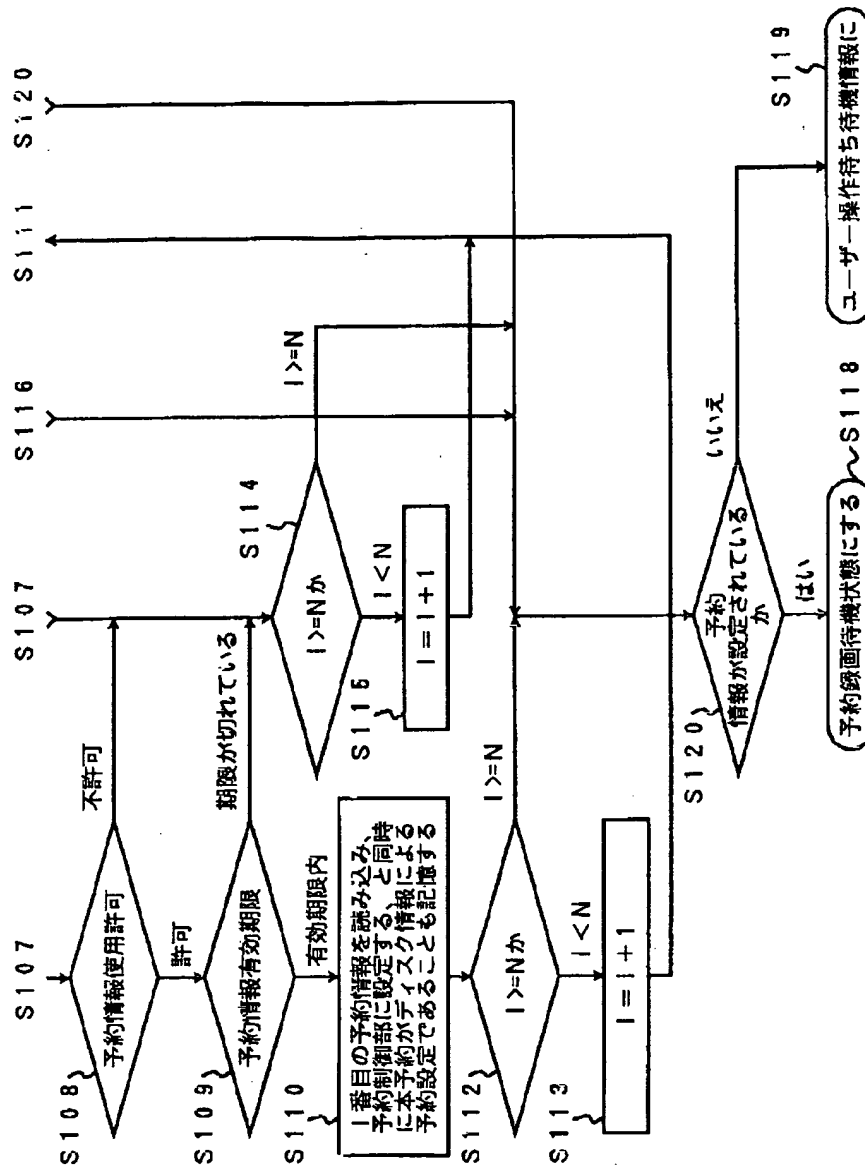 S107
S107
S116
S111
S120
S108
予約情報使用許可
不許可
許可
S109
予約情報有効期限
期限が切れている
有効期限内
S110
I番目の予約情報を読み込み、
予約制御部に設定する、と同時
に本予約がディスク情報による
予約設定であることも記憶する
S114
I>=Nか
I>=N
I<N
S115
I=I+1
S112
I>=Nか
I>=N
I<N
S113
I=I+1
S120
予約
情報が設定されている
か
いいえ
はい
予約録画待機状態にする
S118
S119
ユーザー操作待ち待機情報に